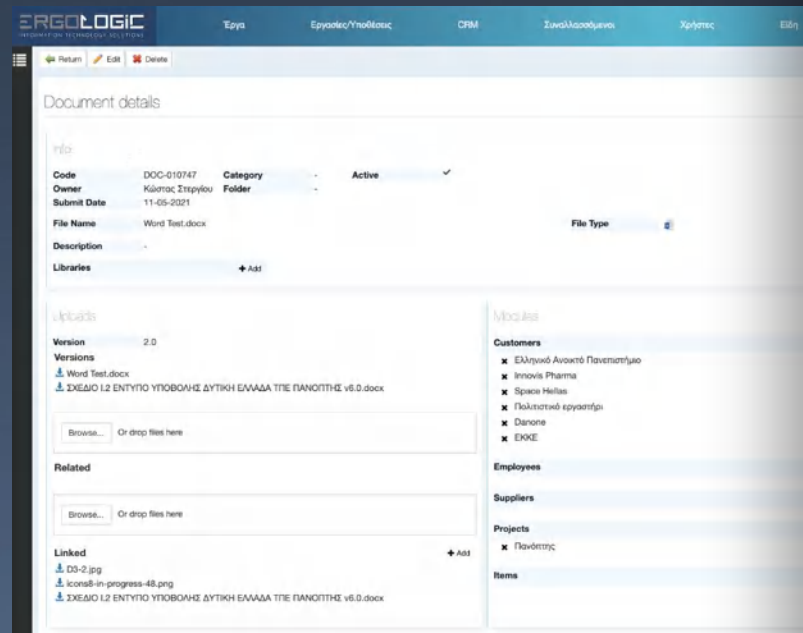 ERGOLOGIC
INFORMATION TECHNOLOGY SOLUTIONS
Έργα Εργασίες/Υποθέσεις CRM Συναλλασσόμενοι Χρήστες Είδη
Return Edit Delete
Document details
Info
Code DOC-010747 Category - Active
Owner Κώστας Στεργίου Folder -
Submit Date 11-05-2021
File Name Word Test.docx File Type
Description -
Libraries + Add
Uploads
Version 2.0
Versions
Word Test.docx
ΣΧΕΔΙΟ Ι.2 ΕΝΤΥΠΟ ΥΠΟΒΟΛΗΣ ΔΥΤΙΚΗ ΕΛΛΑΔΑ ΤΠΕ ΠΑΝΟΠΤΗΣ v6.0.docx
Browse... Or drop files here
Related
Browse... Or drop files here
Linked + Add
D3-2.jpg
icons8-in-progress-48.png
ΣΧΕΔΙΟ Ι.2 ΕΝΤΥΠΟ ΥΠΟΒΟΛΗΣ ΔΥΤΙΚΗ ΕΛΛΑΔΑ ΤΠΕ ΠΑΝΟΠΤΗΣ v6.0.docx
Modules
Customers
Ελληνικό Ανοικτό Πανεπιστήμιο
Innovis Pharma
Space Hellas
Πολιτιστικό εργαστήρι
Danone
ΕΚΚΕ
Employees
Suppliers
Projects
Πανόπτης
Items